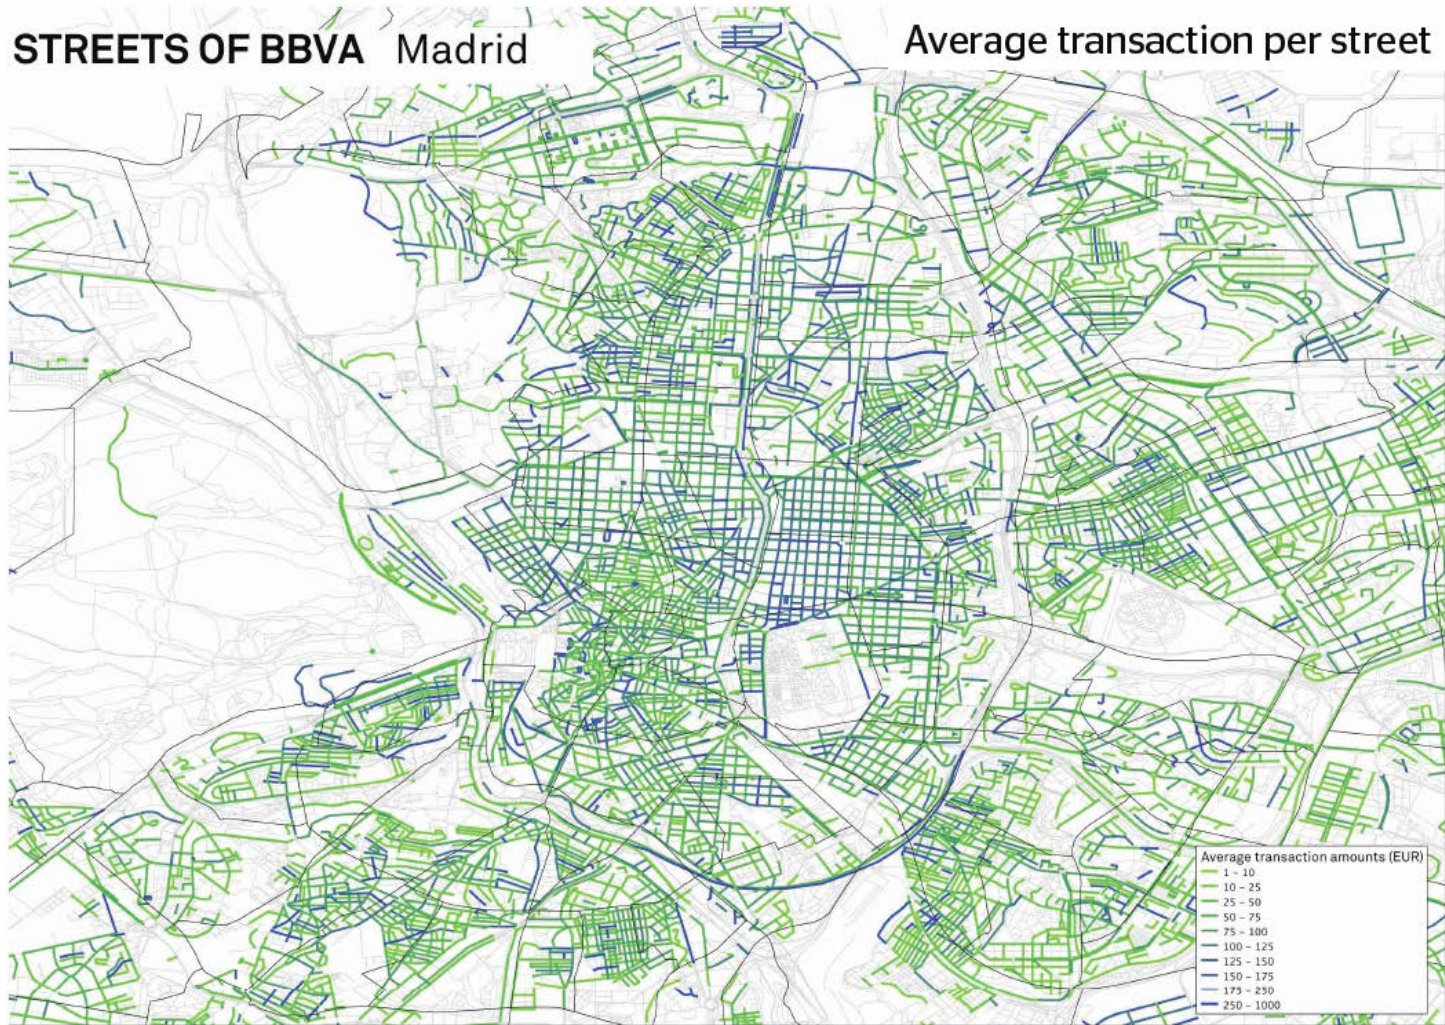 STREETS OF BBVA Madrid
Average transaction per street
Average transaction amounts (EUR)
1 - 10
10 - 25
25 - 50
50 - 75
75 - 100
100 - 125
125 - 150
150 - 175
175 - 250
250 - 1000